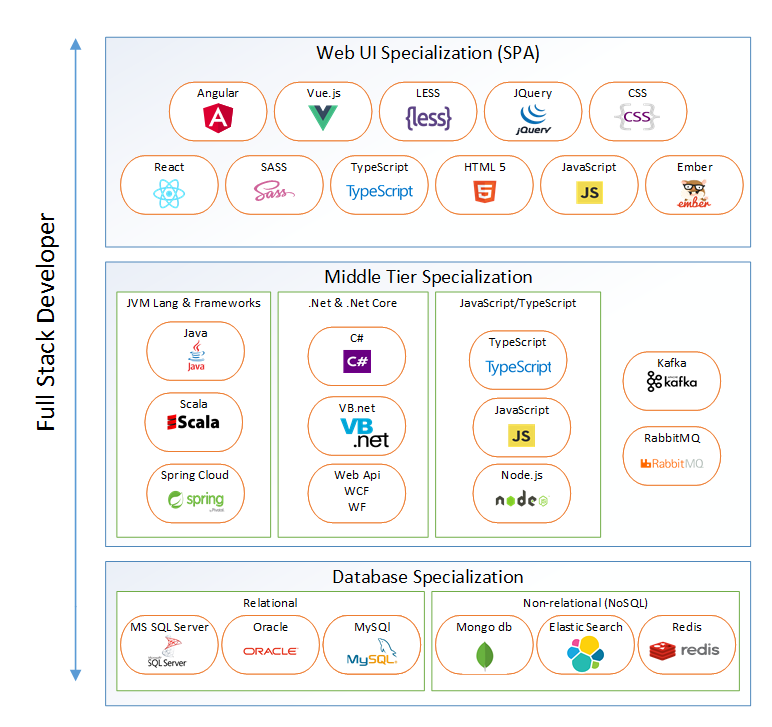 Full Stack Developer
Web UI Specialization (SPA)
Angular
Vue.js
LESS
{less}
JQuery
jQuery
CSS
{CSS}
React
SASS
Sass
TypeScript
TypeScript
HTML 5
5
JavaScript
JS
Ember
ember
Middle Tier Specialization
JVM Lang & Frameworks
Java
Java
Scala
Scala
Spring Cloud
spring
by Pivotal
.Net & .Net Core
C#
C#
VB.net
VB
.net
Web Api
WCF
WF
JavaScript/TypeScript
TypeScript
TypeScript
JavaScript
JS
Node.js
node
JS
Kafka
kafka
RabbitMQ
RabbitMQ
Database Specialization
Relational
MS SQL Server
Microsoft
SQL Server
Oracle
ORACLE
MySQl
MySQL
Non-relational (NoSQL)
Mongo db
Elastic Search
Redis
redis